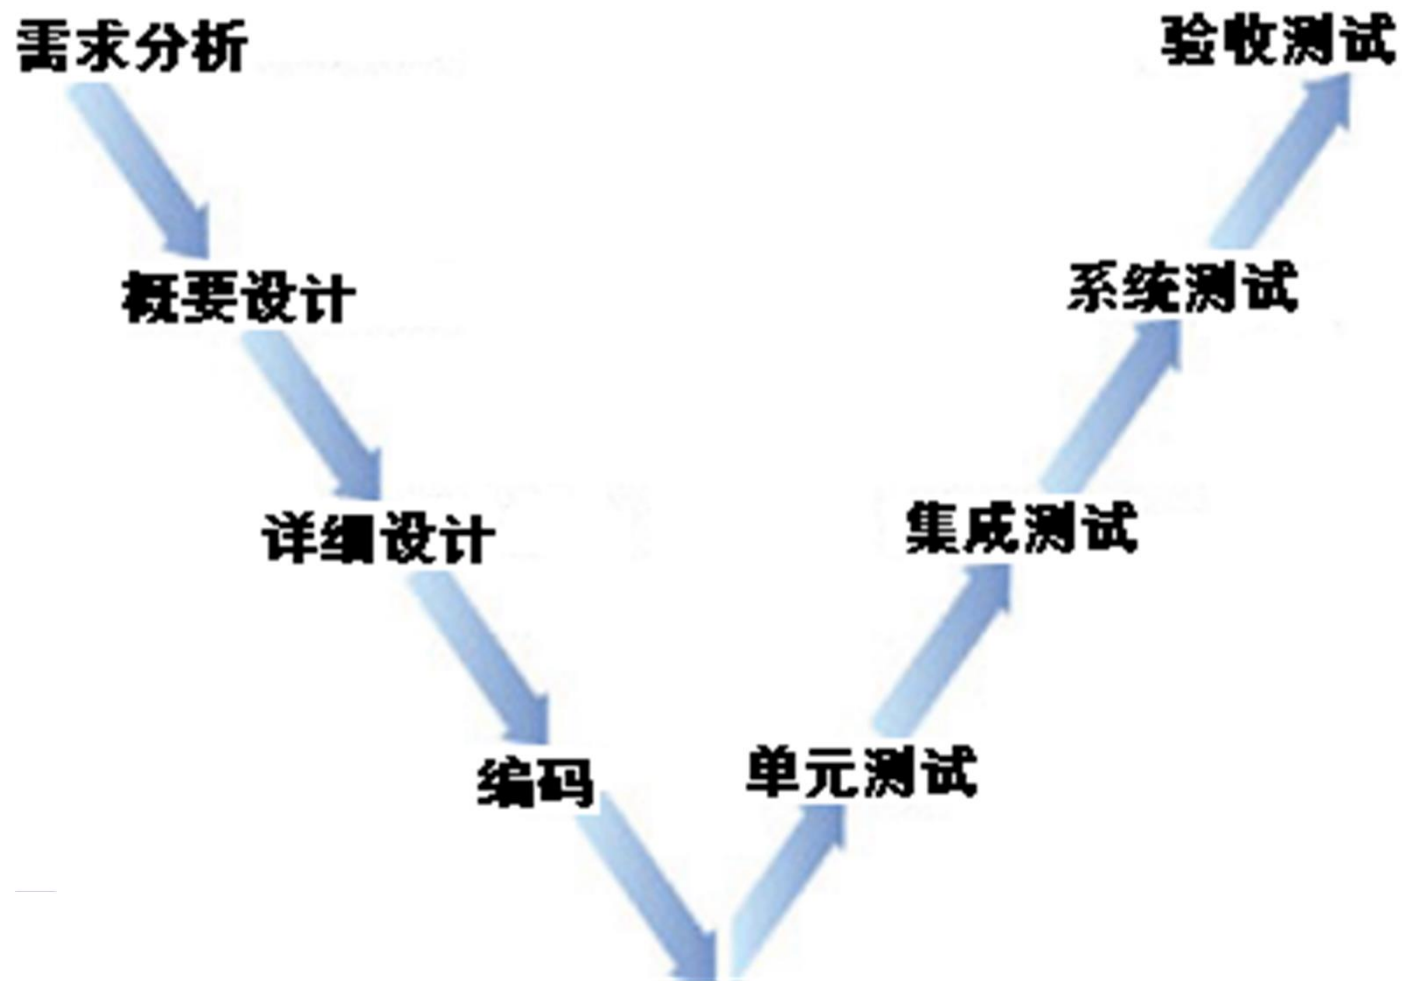 需求分析
验收测试
概要设计
系统测试
详细设计
集成测试
编码
单元测试